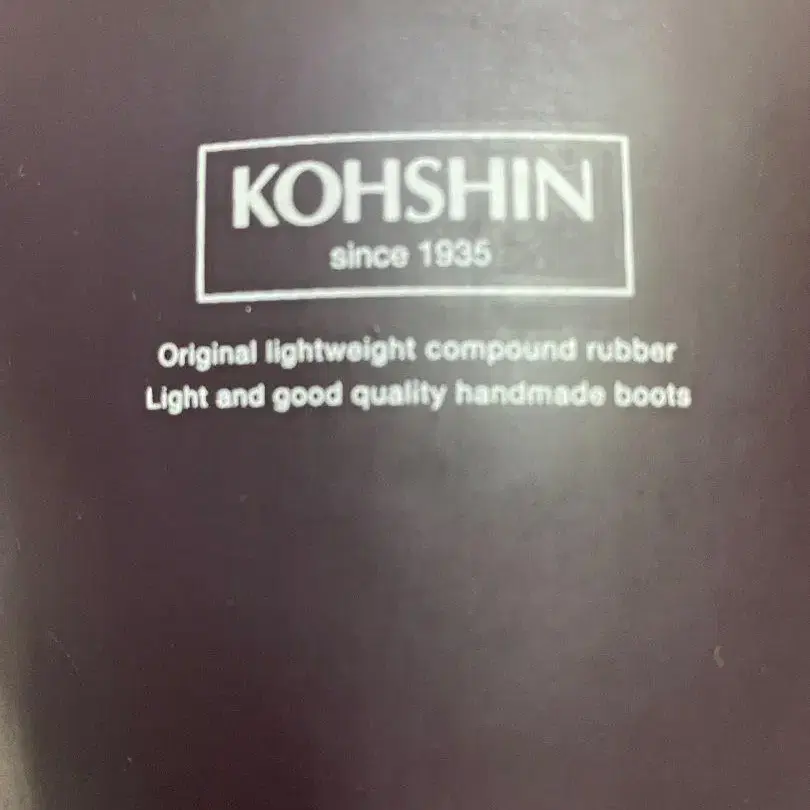 KOHSHIN
since 1935
Original lightweight compound rubber
Light and good quality handmade boots